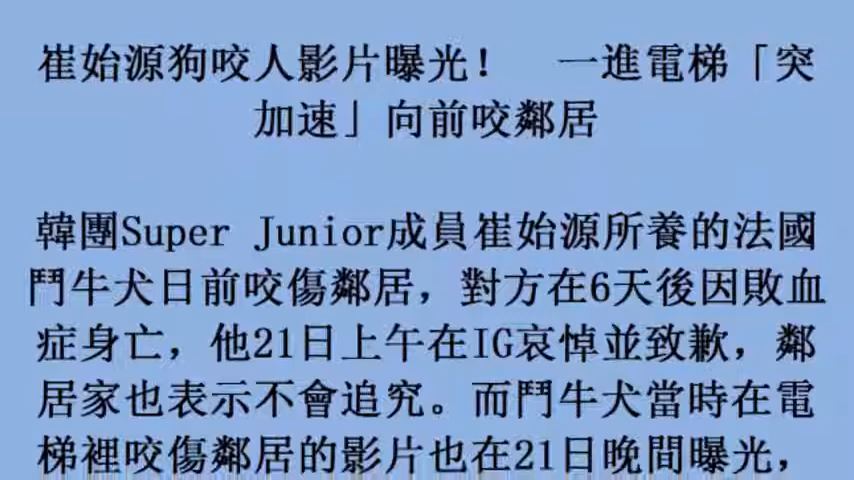 崔始源狗咬人影片曝光！　一進電梯「突
加速」向前咬鄰居
韓團Super Junior成員崔始源所養的法國
鬥牛犬日前咬傷鄰居，對方在6天後因敗血
症身亡，他21日上午在IG哀悼並致歉，鄰
居家也表示不會追究。而鬥牛犬當時在電
梯裡咬傷鄰居的影片也在21日晚間曝光，